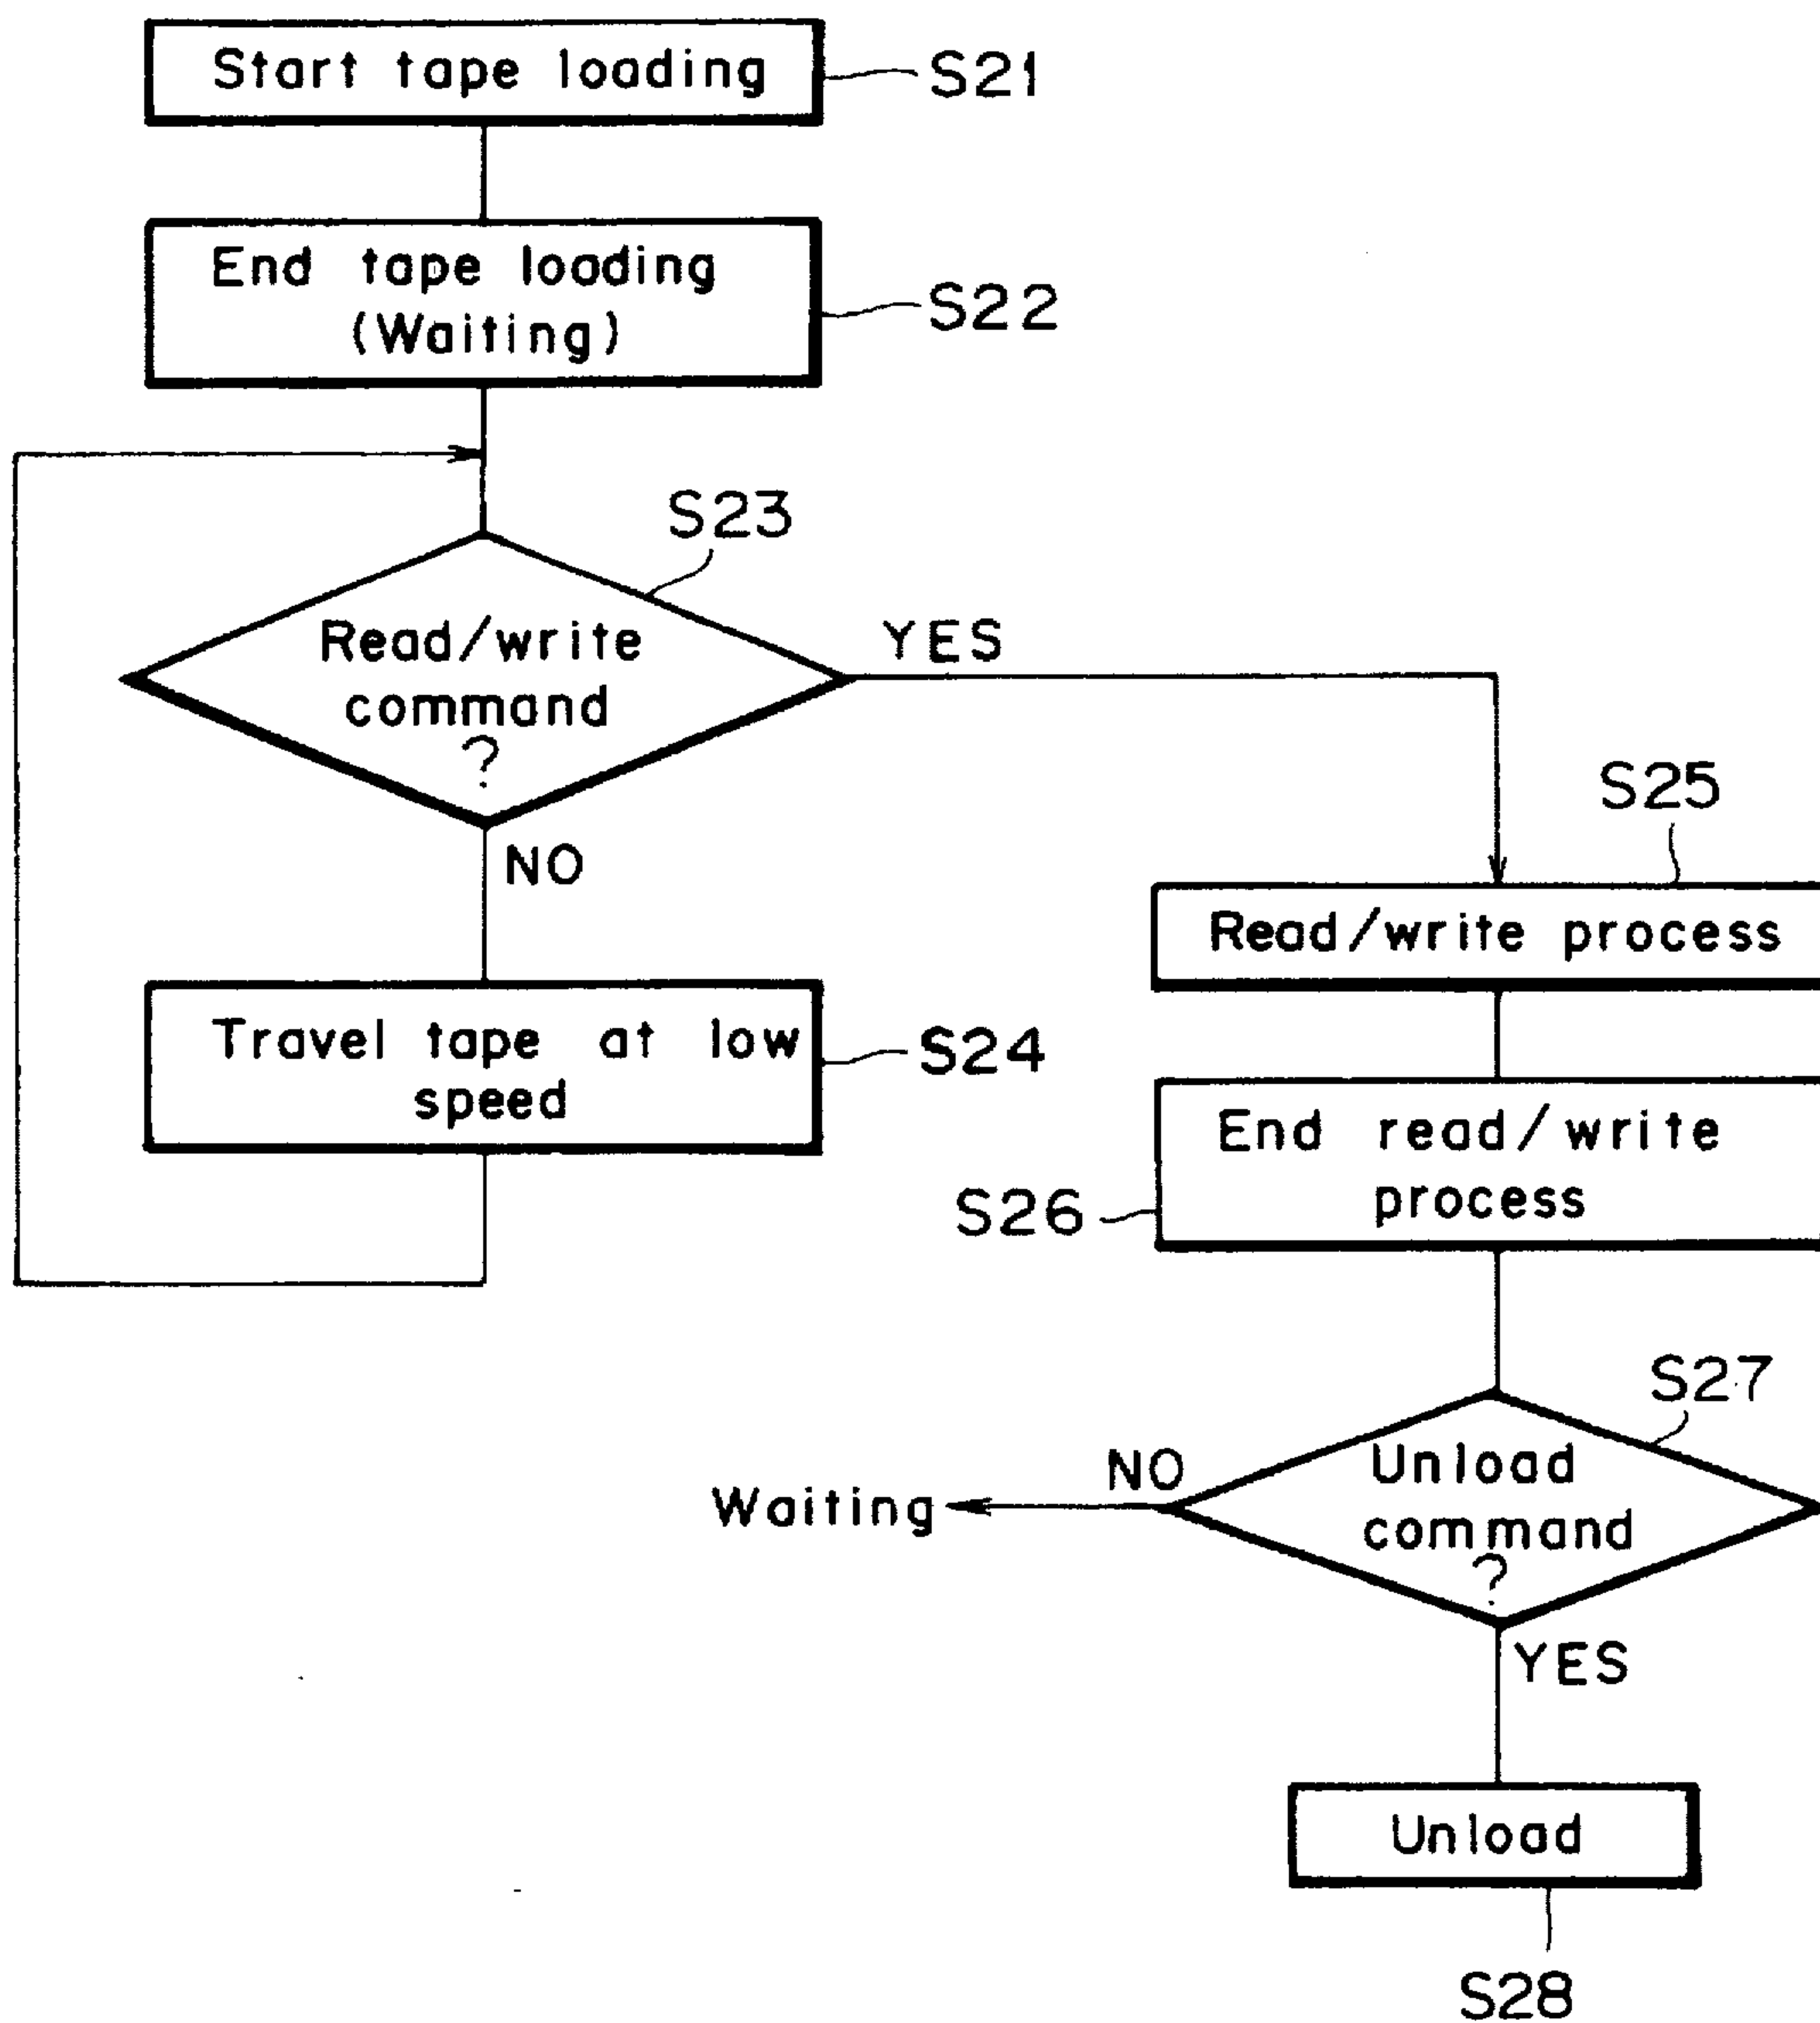 Start tape loading
S21
End tape loading
(Waiting)
S22
S23
Read/write
command
?
YES
NO
Travel tape at low
speed
S24
S25
Read/write process
End read/write
process
S26
S27
Unload
command
?
NO
Waiting
YES
Unload
S28